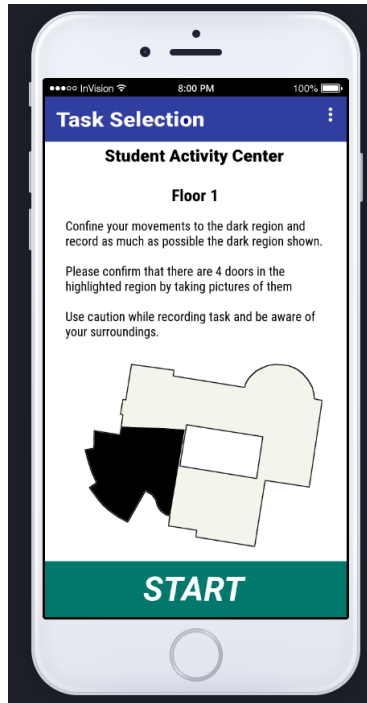 ●●●○○ InVision 8:00 PM 100%
Task Selection
Student Activity Center
Floor 1
Confine your movements to the dark region and
record as much as possible the dark region shown.
Please confirm that there are 4 doors in the
highlighted region by taking pictures of them
Use caution while recording task and be aware of
your surroundings.
START